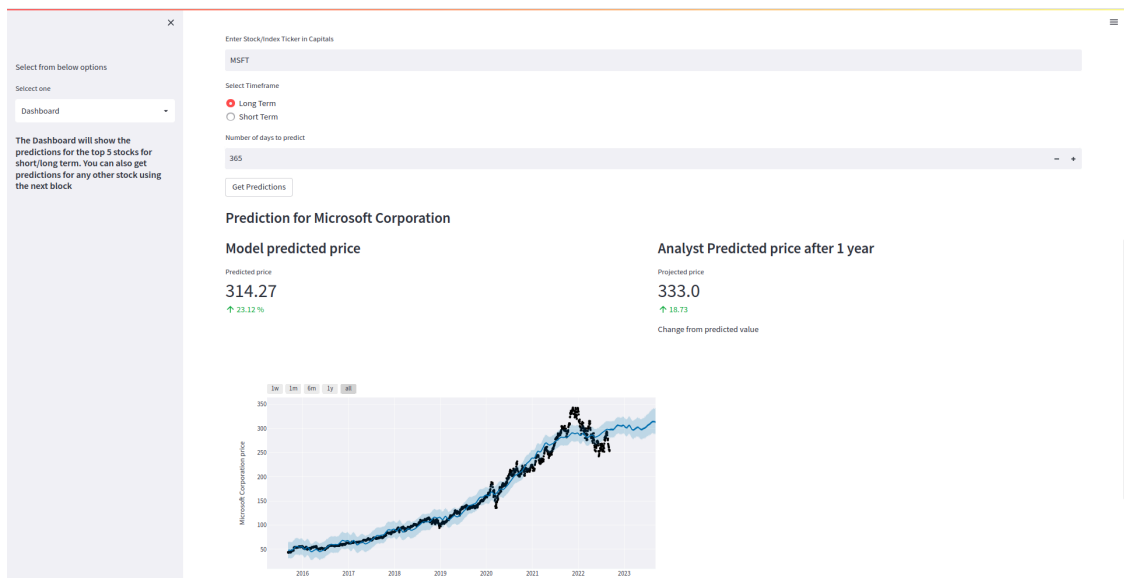 ×
Select from below options
Selcect one
Dashboard
The Dashboard will show the
predictions for the top 5 stocks for
short/long term. You can also get
predictions for any other stock using
the next block
Enter Stock/Index Ticker in Capitals
MSFT
Select Timeframe
Long Term
Short Term
Number of days to predict
365
− +
Get Predictions
Prediction for Microsoft Corporation
Model predicted price
Predicted price
314.27
↑ 23.12 %
Analyst Predicted price after 1 year
Projected price
333.0
↑ 18.73
Change from predicted value
1w 1m 6m 1y all
Microsoft Corporation price
350
300
250
200
150
100
50
2016 2017 2018 2019 2020 2021 2022 2023